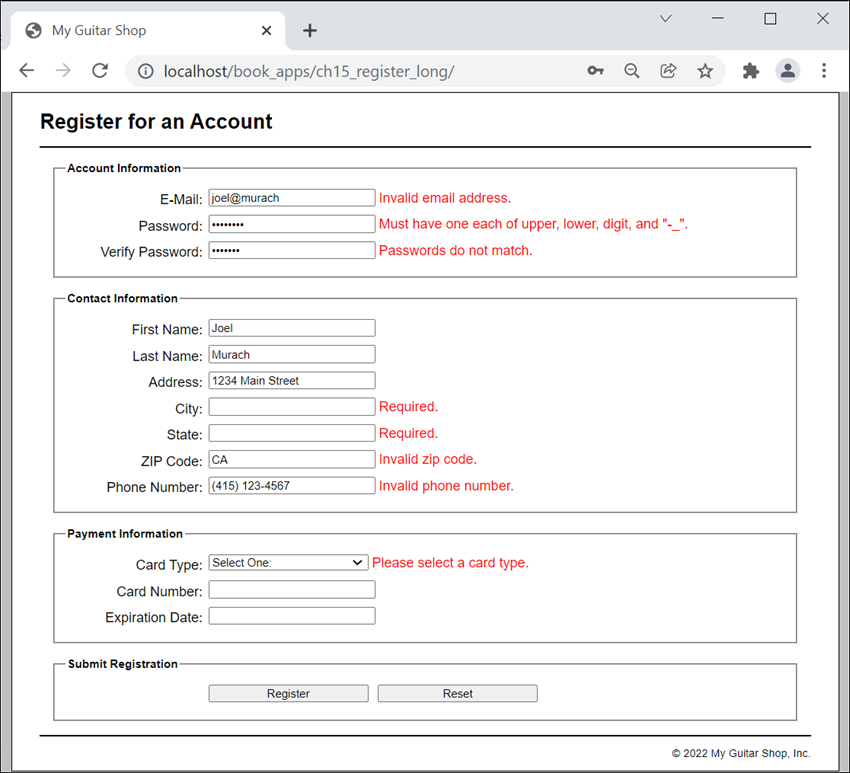 My Guitar Shop
localhost/book_apps/ch15_register_long/
Register for an Account
Account Information
E-Mail: joel@murach Invalid email address.
Password: •••••••• Must have one each of upper, lower, digit, and "-_".
Verify Password: ••••••• Passwords do not match.
Contact Information
First Name: Joel
Last Name: Murach
Address: 1234 Main Street
City: Required.
State: Required.
ZIP Code: CA Invalid zip code.
Phone Number: (415) 123-4567 Invalid phone number.
Payment Information
Card Type: Select One: Please select a card type.
Card Number:
Expiration Date:
Submit Registration
Register Reset
© 2022 My Guitar Shop, Inc.